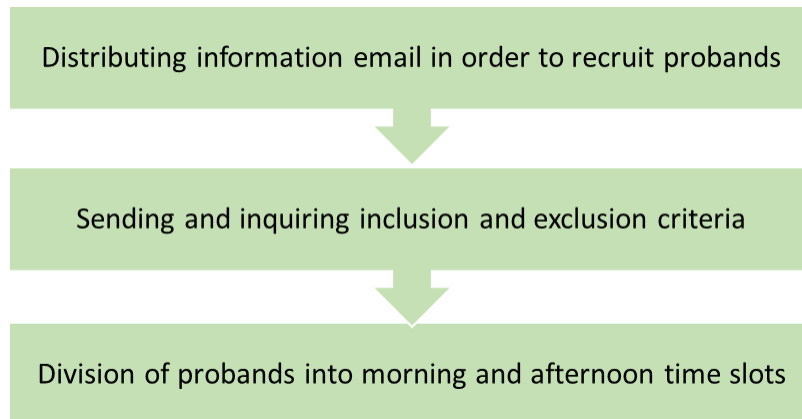 Distributing information email in order to recruit probands
Sending and inquiring inclusion and exclusion criteria
Division of probands into morning and afternoon time slots